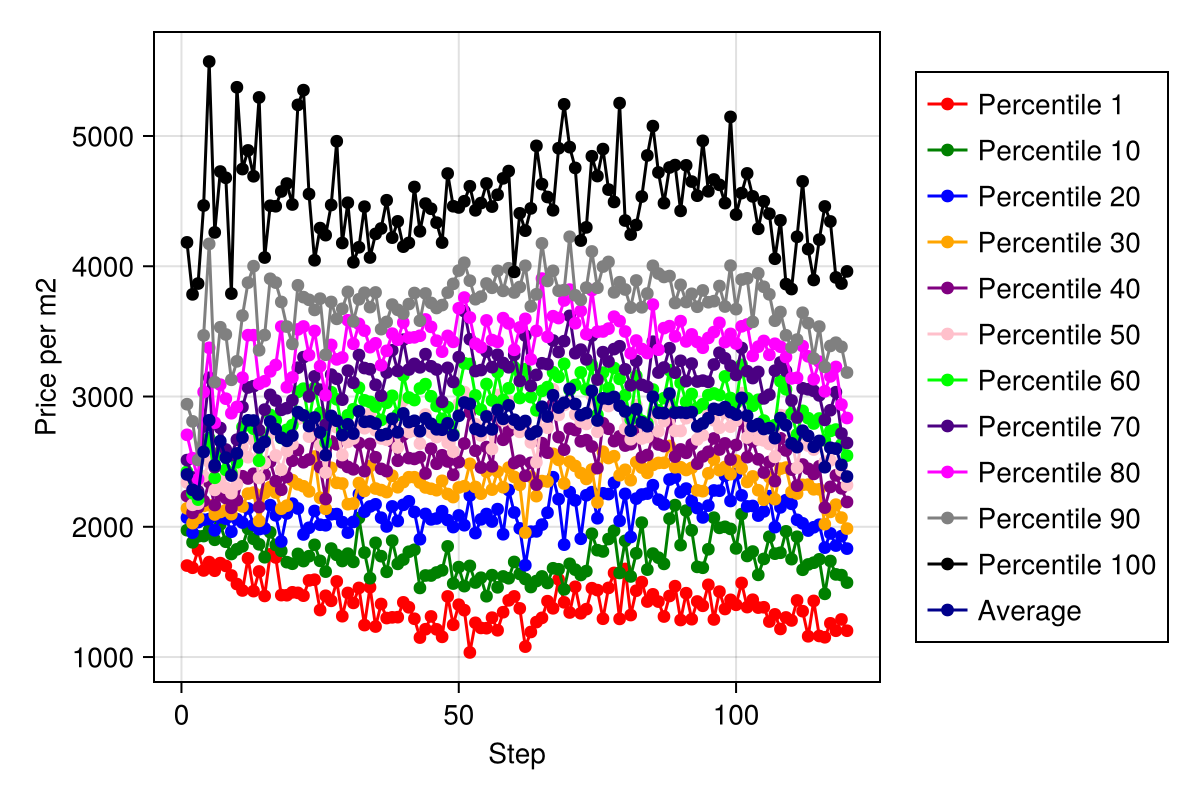 5000
4000
3000
2000
1000
Price per m2
0
50
100
Step
Percentile 1
Percentile 10
Percentile 20
Percentile 30
Percentile 40
Percentile 50
Percentile 60
Percentile 70
Percentile 80
Percentile 90
Percentile 100
Average